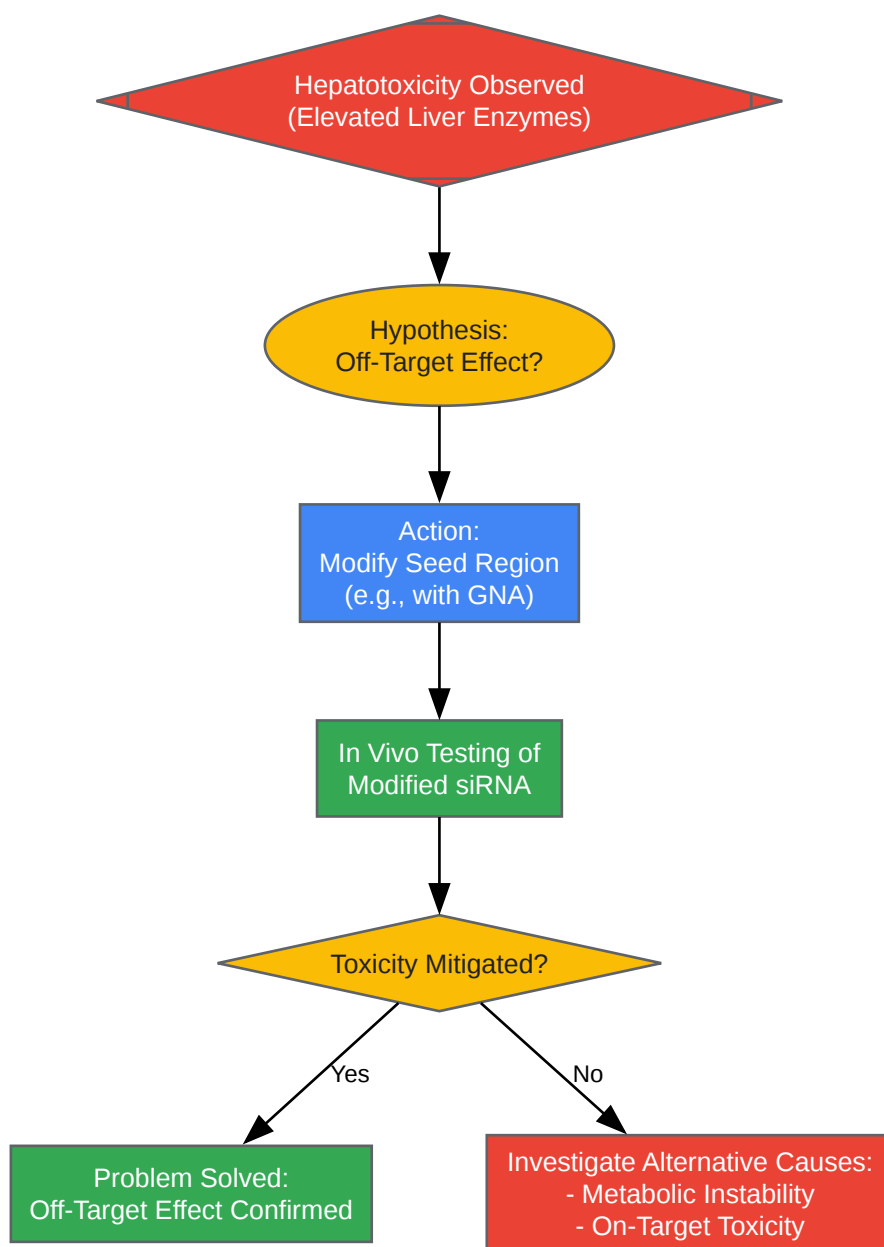 Hepatotoxicity Observed
(Elevated Liver Enzymes)
Hypothesis:
Off-Target Effect?
Action:
Modify Seed Region
(e.g., with GNA)
In Vivo Testing of
Modified siRNA
Toxicity Mitigated?
Yes
No
Problem Solved:
Off-Target Effect Confirmed
Investigate Alternative Causes:
- Metabolic Instability
- On-Target Toxicity